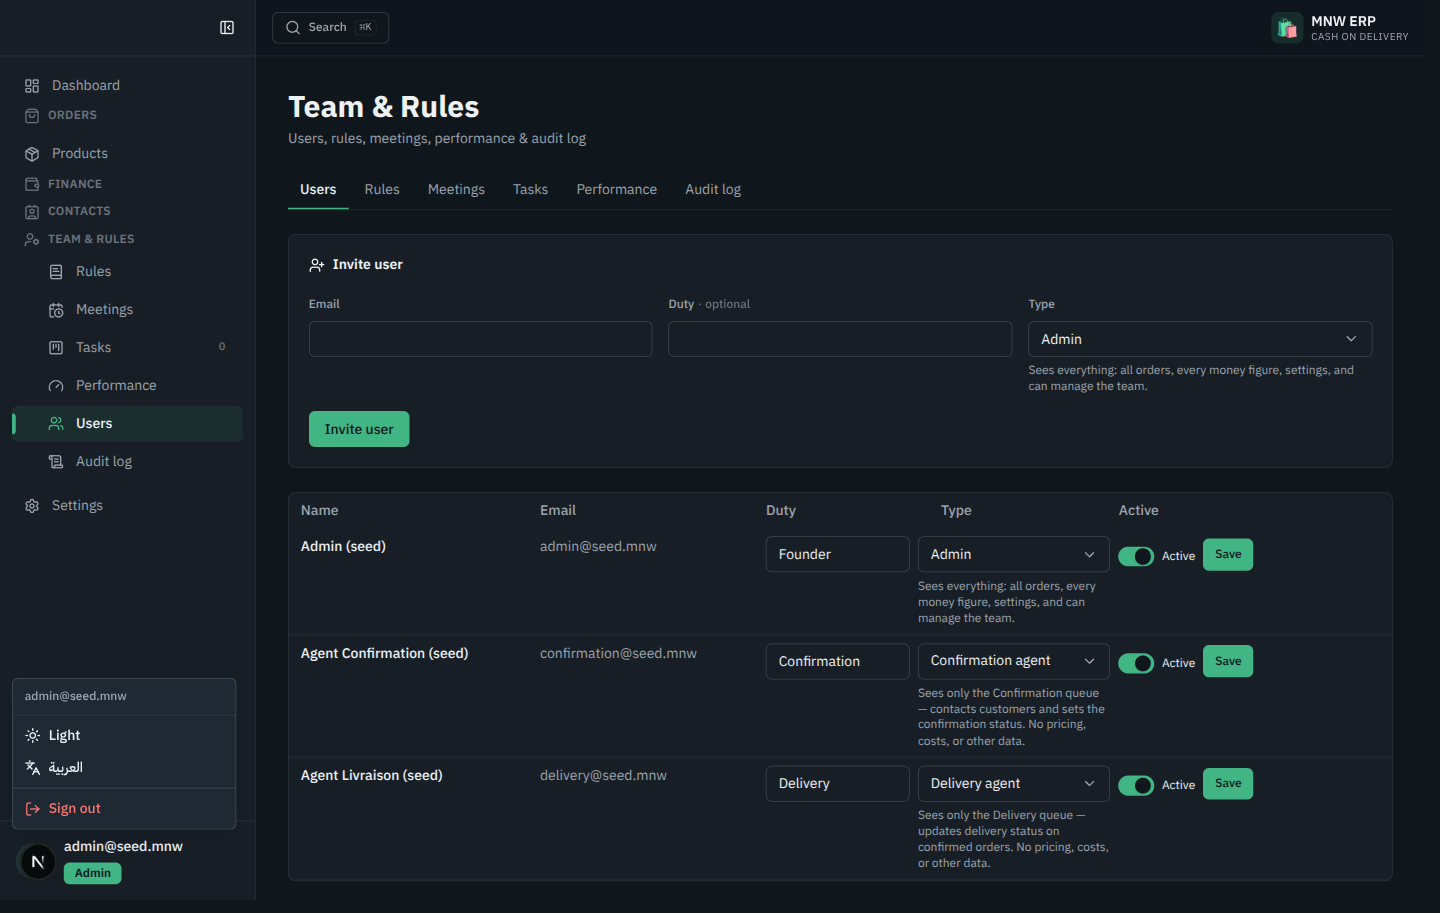 Search ⌘K
MNW ERP
CASH ON DELIVERY
Dashboard
ORDERS
Products
FINANCE
CONTACTS
TEAM & RULES
Rules
Meetings
Tasks 0
Performance
Users
Audit log
Settings
admin@seed.mnw
Light
العربية
Sign out
N
admin@seed.mnw
Admin
Team & Rules
Users, rules, meetings, performance & audit log
Users Rules Meetings Tasks Performance Audit log
Invite user
Email
Duty · optional
Type
Admin
Sees everything: all orders, every money figure, settings, and
can manage the team.
Invite user
Name Email Duty Type Active
Admin (seed) admin@seed.mnw Founder Admin Active Save
Sees everything: all orders, every
money figure, settings, and can
manage the team.
Agent Confirmation (seed) confirmation@seed.mnw Confirmation Confirmation agent Active Save
Sees only the Confirmation queue
— contacts customers and sets the
confirmation status. No pricing,
costs, or other data.
Agent Livraison (seed) delivery@seed.mnw Delivery Delivery agent Active Save
Sees only the Delivery queue —
updates delivery status on
confirmed orders. No pricing, costs,
or other data.